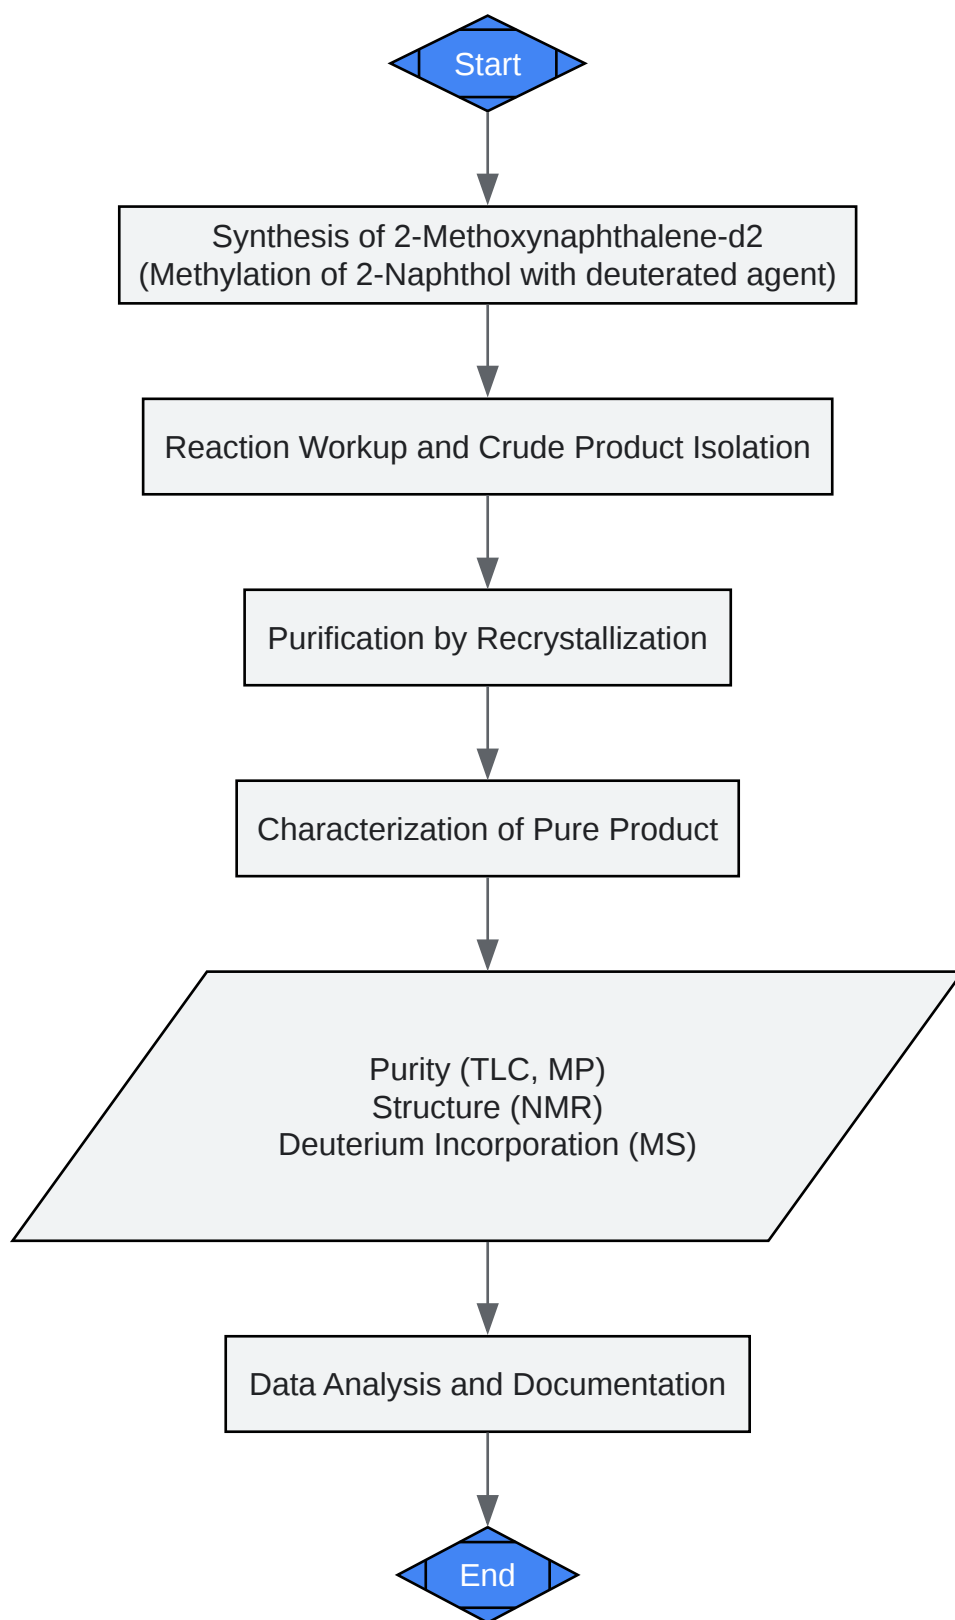 Start
Synthesis of 2-Methoxynaphthalene-d2
(Methylation of 2-Naphthol with deuterated agent)
Reaction Workup and Crude Product Isolation
Purification by Recrystallization
Characterization of Pure Product
Purity (TLC, MP)
Structure (NMR)
Deuterium Incorporation (MS)
Data Analysis and Documentation
End